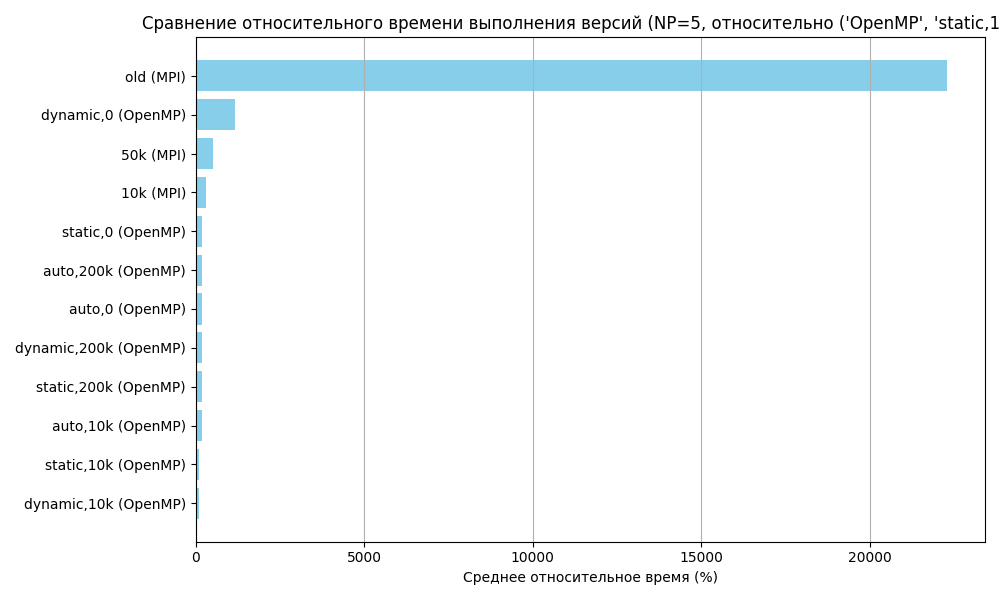 Сравнение относительного времени выполнения версий (NP=5, относительно ('OpenMP', 'static,1
old (MPI)
dynamic,0 (OpenMP)
50k (MPI)
10k (MPI)
static,0 (OpenMP)
auto,200k (OpenMP)
auto,0 (OpenMP)
dynamic,200k (OpenMP)
static,200k (OpenMP)
auto,10k (OpenMP)
static,10k (OpenMP)
dynamic,10k (OpenMP)
0 5000 10000 15000 20000
Среднее относительное время (%)